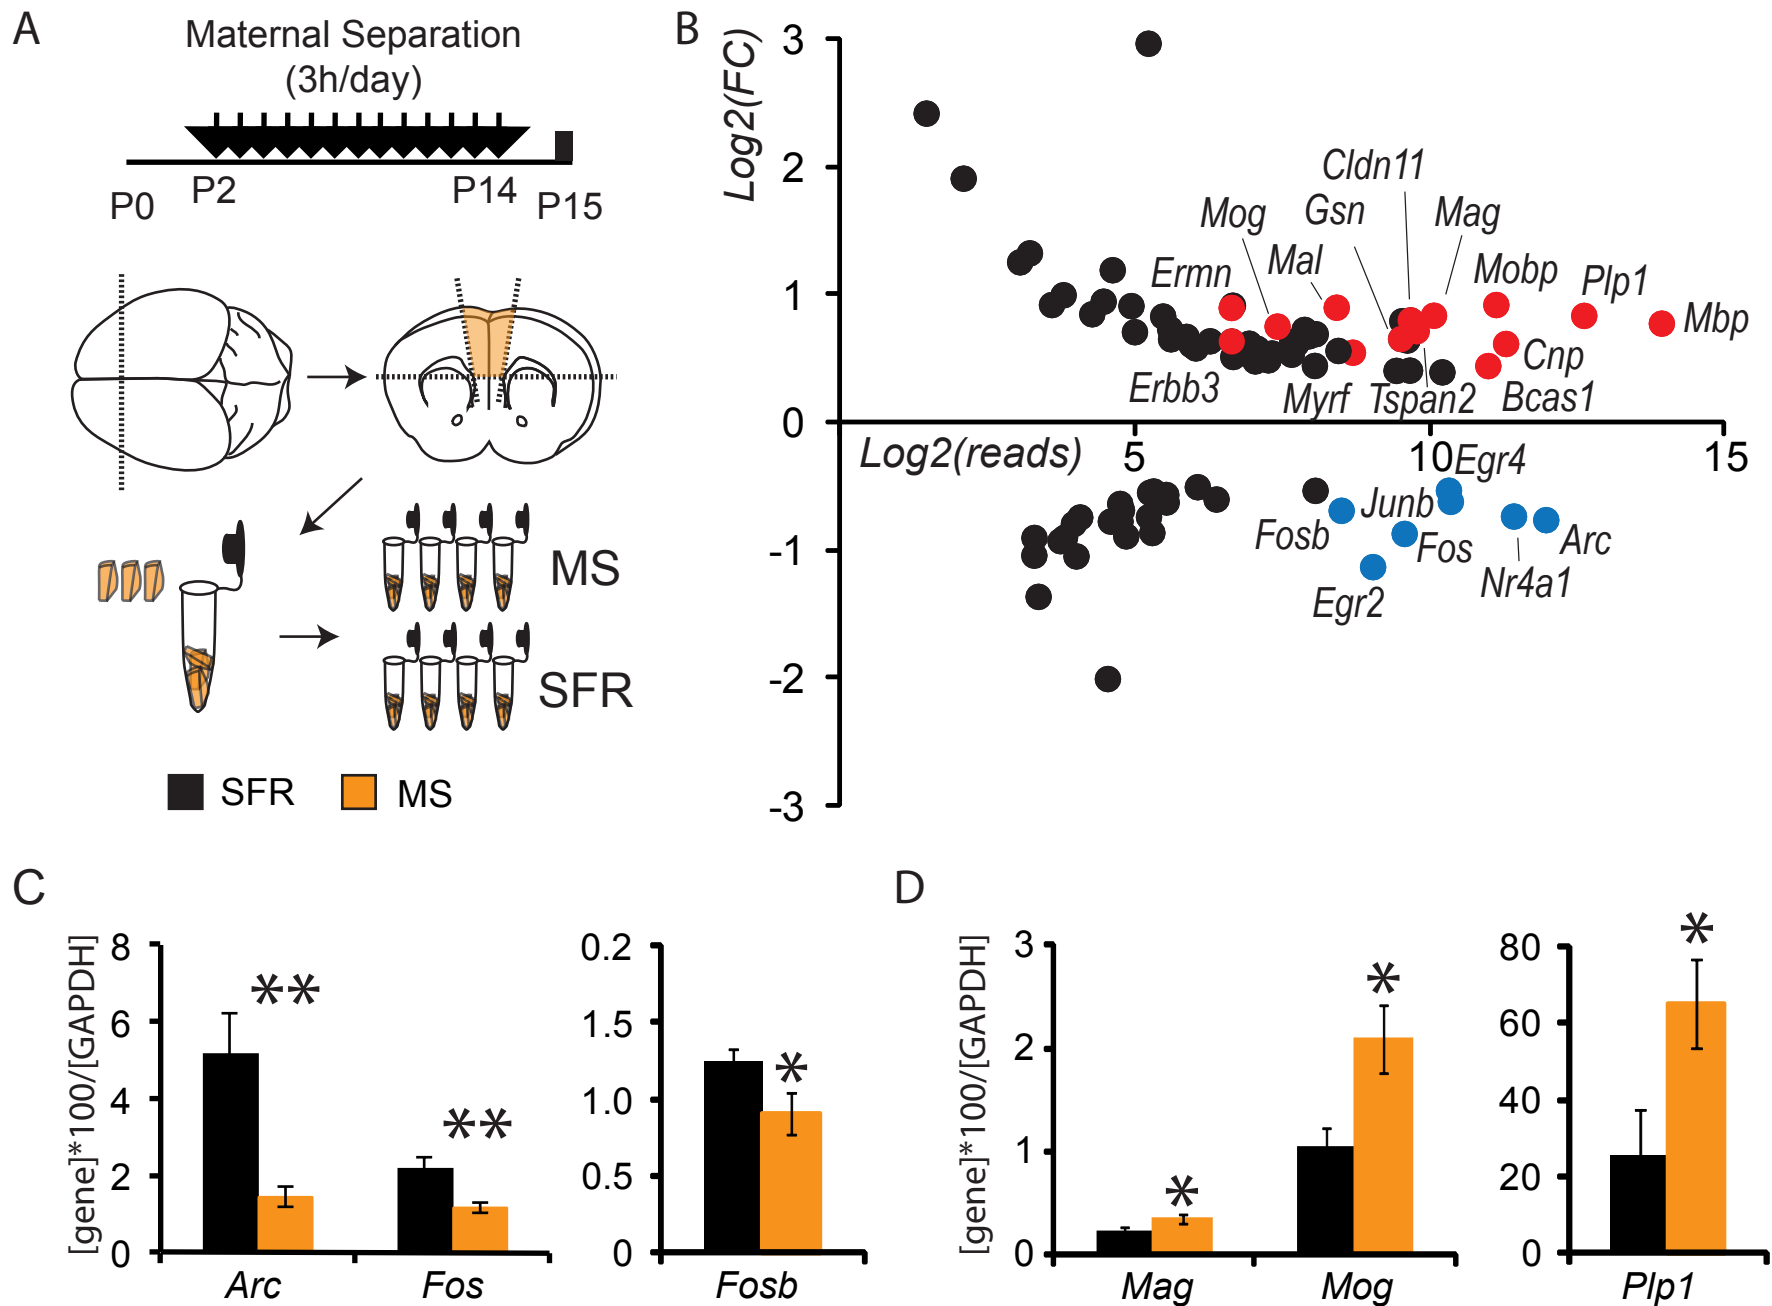 A
Maternal Separation
(3h/day)
P0
P2
P14
P15
MS
SFR
SFR
MS
B
Log2(FC)
3
2
1
0
-1
-2
-3
Log2(reads)
5
10
15
Cldn11
Mog
Gsn
Mag
Ermn
Mal
Mobp
Plp1
Mbp
Cnp
Erbb3
Myrf
Tspan2
Bcas1
Egr4
Fosb
Junb
Fos
Arc
Egr2
Nr4a1
C
[gene]*100/[GAPDH]
8
6
4
2
0
**
**
Arc
Fos
0.2
1.5
1.0
0.5
0
*
Fosb
D
[gene]*100/[GAPDH]
3
2
1
0
*
*
Mag
Mog
80
60
40
20
0
*
Plp1